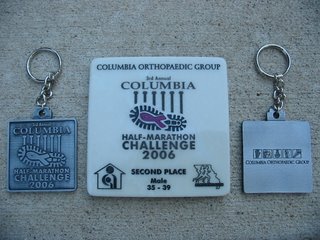 COLUMBIA ORTHOPAEDIC GROUP
3rd Annual
COLUMBIA
HALF-MARATHON
CHALLENGE
2006
SECOND PLACE
Male
35 - 39
COLUMBIA
HALF-MARATHON
CHALLENGE
2006
COLUMBIA ORTHOPAEDIC GROUP